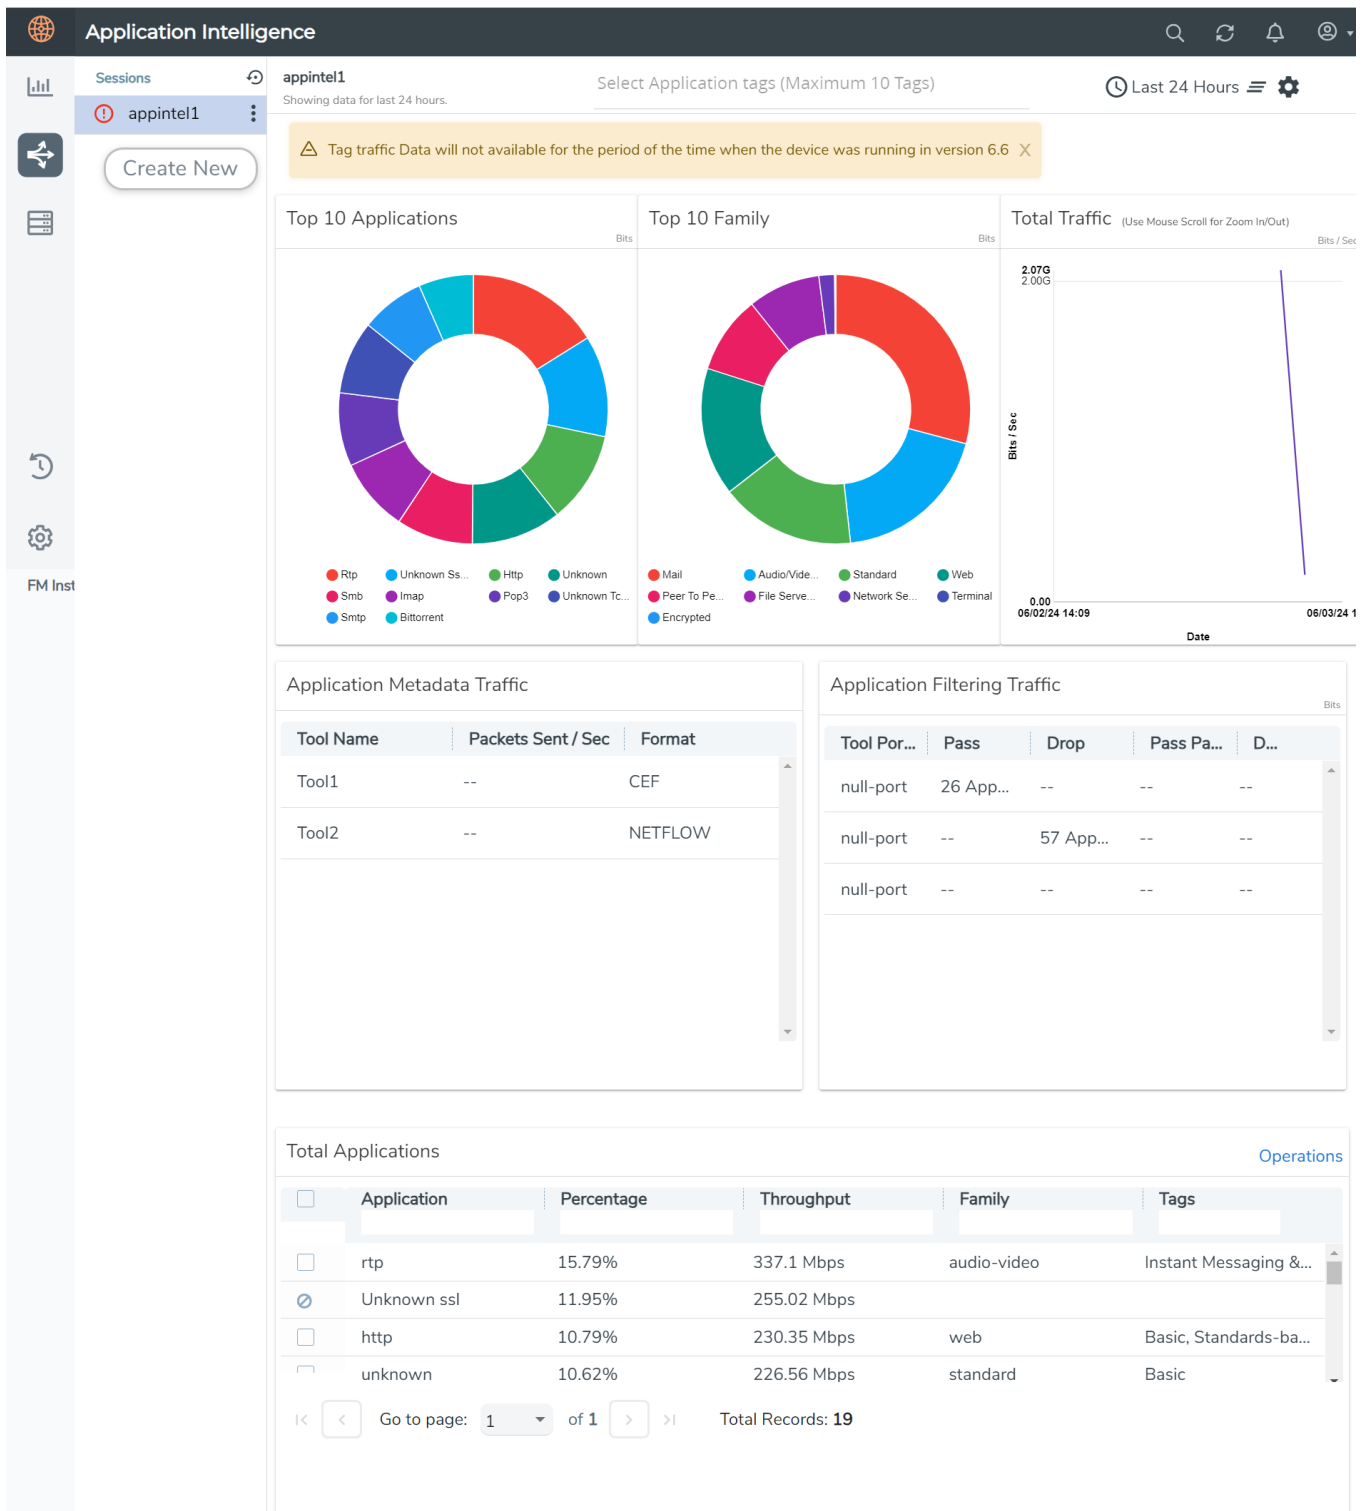 Application Intelligence
Sessions
appintel1
Create New
FM Inst
appintel1
Showing data for last 24 hours.
Select Application tags (Maximum 10 Tags)
Last 24 Hours
Tag traffic Data will not available for the period of the time when the device was running in version 6.6 X
Top 10 Applications
Bits
Rtp Unknown Ss... Http Unknown
Smb Imap Pop3 Unknown Tc...
Smtp Bittorrent
Top 10 Family
Bits
Mail Audio/Vide... Standard Web
Peer To Pe... File Serve... Network Se... Terminal
Encrypted
Total Traffic (Use Mouse Scroll for Zoom In/Out)
Bits / Sec
2.07G
2.00G
Bits / Sec
0.00
06/02/24 14:09 06/03/24 1
Date
Application Metadata Traffic
Tool Name Packets Sent / Sec Format
Tool1 -- CEF
Tool2 -- NETFLOW
Application Filtering Traffic
Bits
Tool Por... Pass Drop Pass Pa... D...
null-port 26 App... -- -- --
null-port -- 57 App... -- --
null-port -- -- -- --
Total Applications
Operations
Application Percentage Throughput Family Tags
rtp 15.79% 337.1 Mbps audio-video Instant Messaging &...
Unknown ssl 11.95% 255.02 Mbps
http 10.79% 230.35 Mbps web Basic, Standards-ba...
unknown 10.62% 226.56 Mbps standard Basic
Go to page: 1 of 1 Total Records: 19